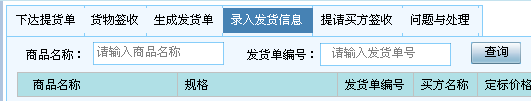 下达提货单 货物签收 生成发货单 录入发货信息 提请买方签收 问题与处理
商品名称： 请输入商品名称 发货单编号： 请输入发货单号 查询
商品名称 规格 发货单编号 买方名称 定标价格